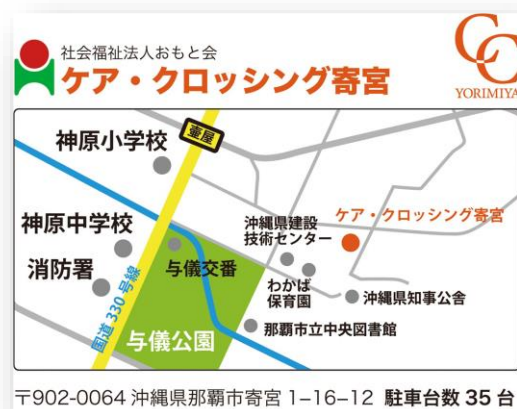 社会福祉法人おもと会
ケア・クロッシング寄宮
CC
YORIMIYA
壷屋
神原小学校
神原中学校
消防署
与儀交番
国道330号線
与儀公園
沖縄県建設
技術センター
わかば
保育園
ケア・クロッシング寄宮
沖縄県知事公舎
那覇市立中央図書館
〒902-0064 沖縄県那覇市寄宮 1-16-12 駐車台数 35 台